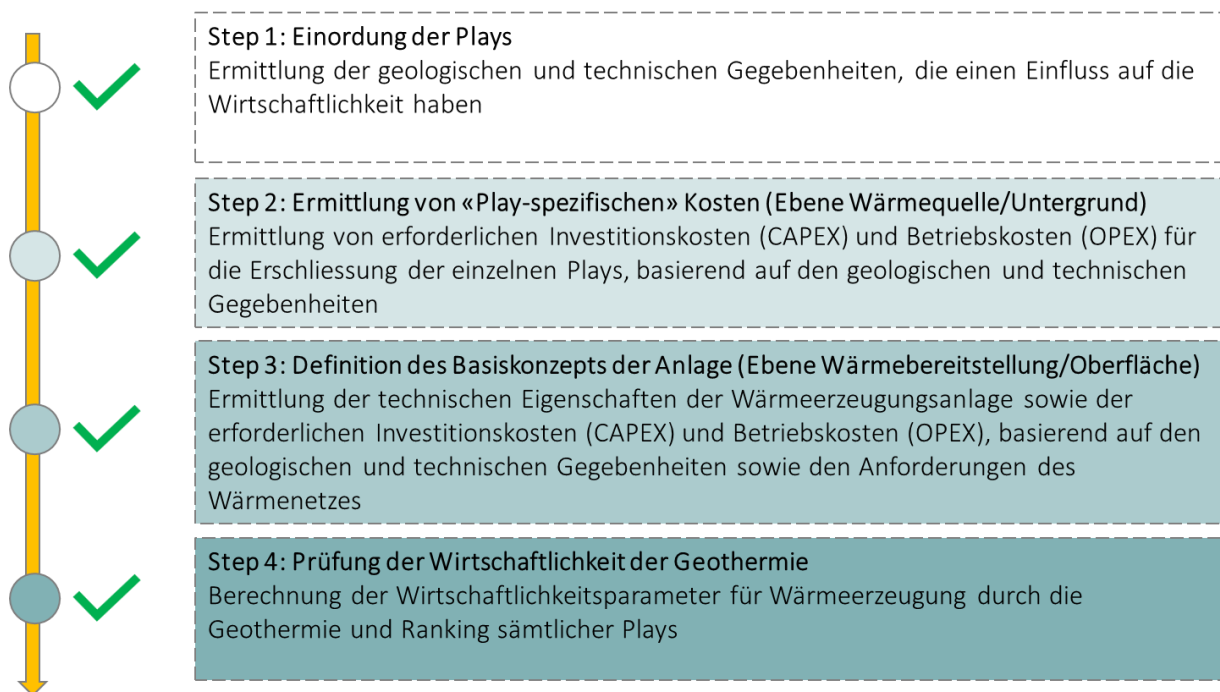 Step 1: Einordung der Plays
Ermittlung der geologischen und technischen Gegebenheiten, die einen Einfluss auf die
Wirtschaftlichkeit haben
Step 2: Ermittlung von «Play-spezifischen» Kosten (Ebene Wärmequelle/Untergrund)
Ermittlung von erforderlichen Investitionskosten (CAPEX) und Betriebskosten (OPEX) für
die Erschliessung der einzelnen Plays, basierend auf den geologischen und technischen
Gegebenheiten
Step 3: Definition des Basiskonzepts der Anlage (Ebene Wärmebereitstellung/Oberfläche)
Ermittlung der technischen Eigenschaften der Wärmeerzeugungsanlage sowie der
erforderlichen Investitionskosten (CAPEX) und Betriebskosten (OPEX), basierend auf den
geologischen und technischen Gegebenheiten sowie den Anforderungen des
Wärmenetzes
Step 4: Prüfung der Wirtschaftlichkeit der Geothermie
Berechnung der Wirtschaftlichkeitsparameter für Wärmeerzeugung durch die
Geothermie und Ranking sämtlicher Plays